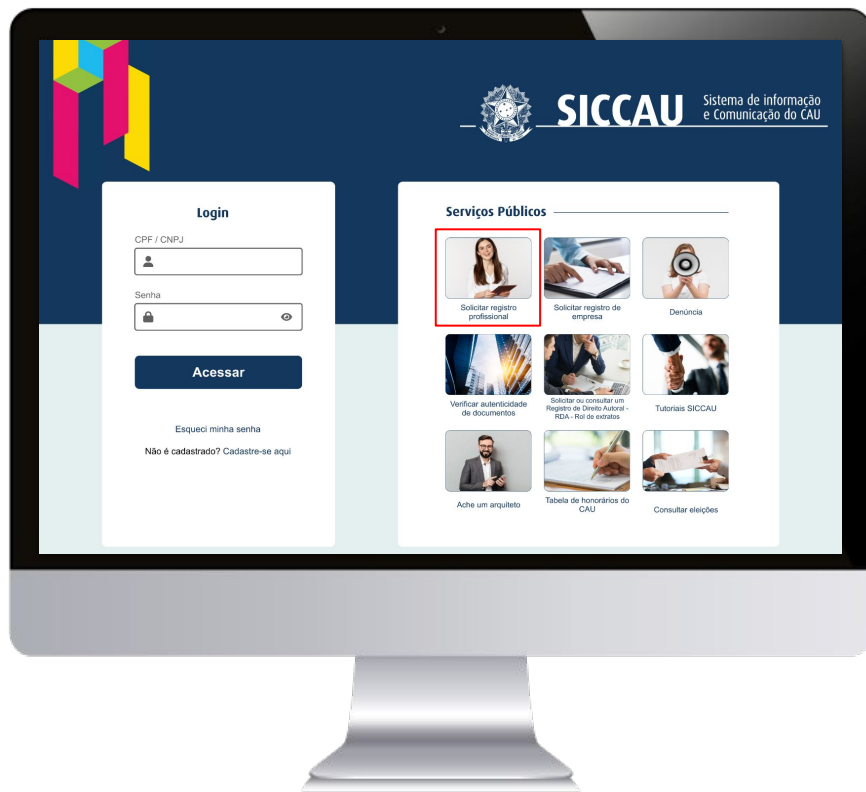 SICCAU
Sistema de informação
e Comunicação do CAU
Login
CPF / CNPJ
Senha
Acessar
Esqueci minha senha
Não é cadastrado? Cadastre-se aqui
Serviços Públicos
Solicitar registro
profissional
Solicitar registro de
empresa
Denúncia
Verificar autenticidade
de documentos
Solicitar ou consultar um
Registro de Direito Autoral -
RDA - Rol de extratos
Tutoriais SICCAU
Ache um arquiteto
Tabela de honorários do
CAU
Consultar eleições